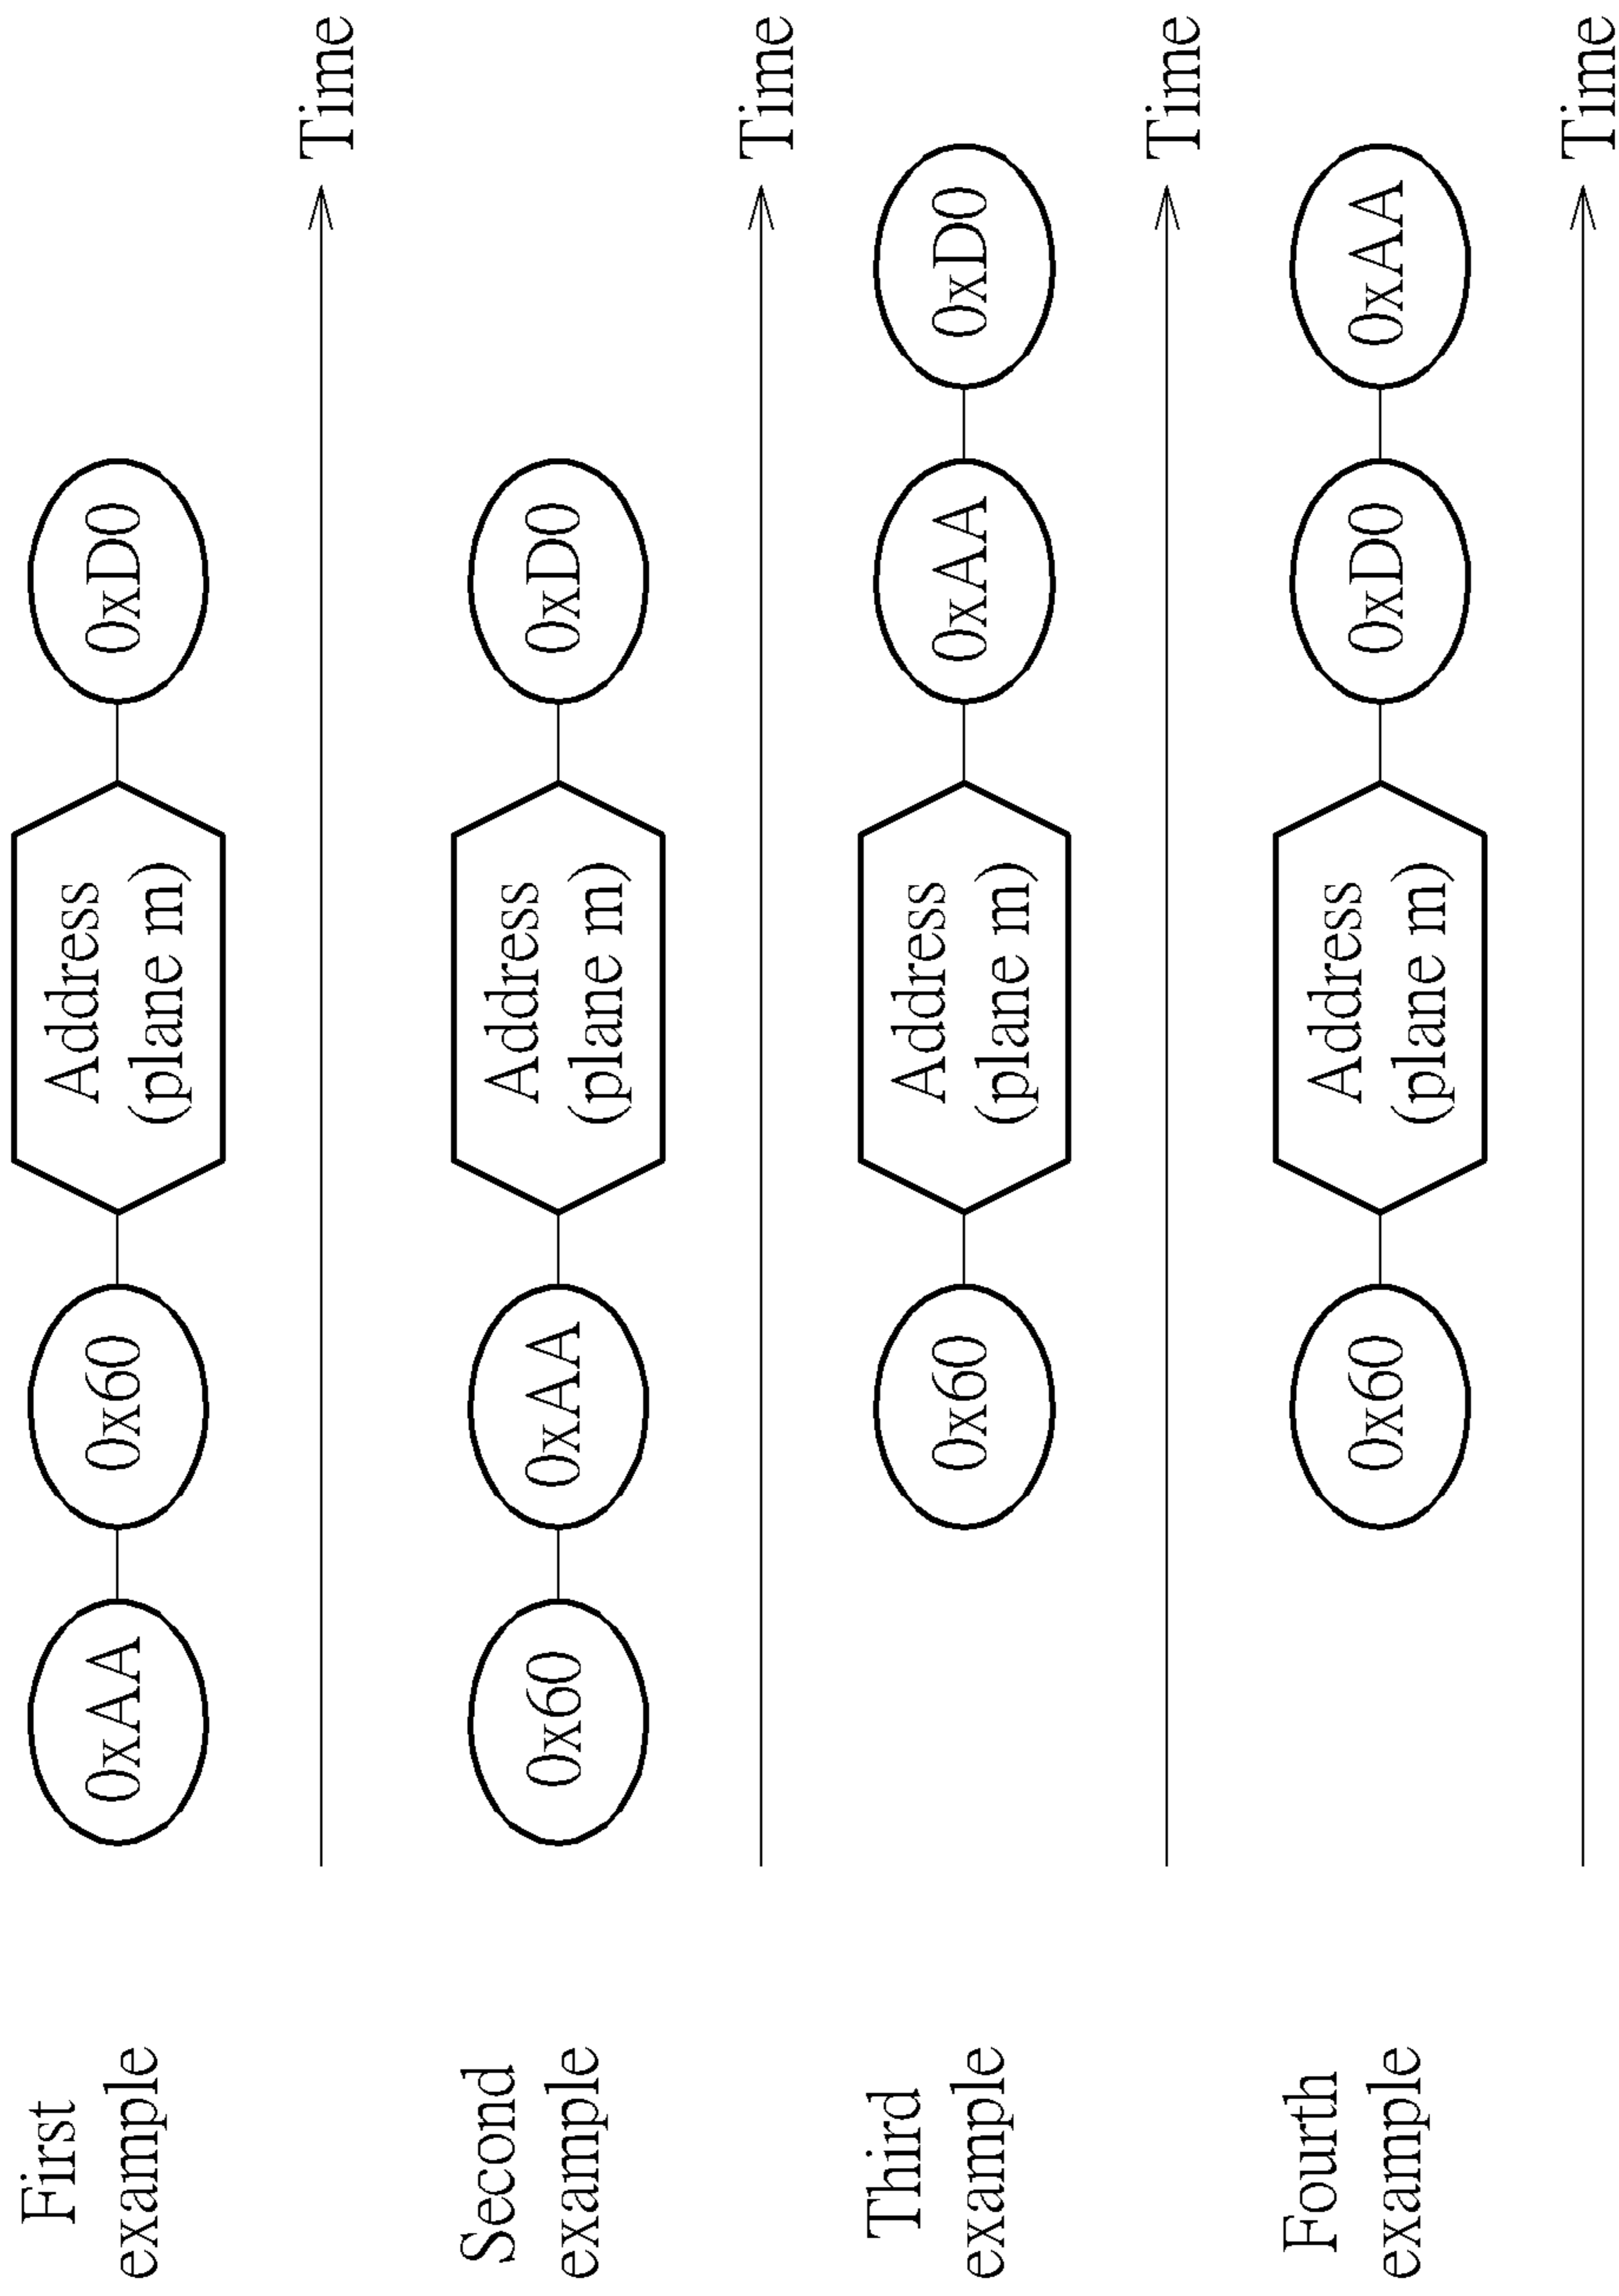 First
example
0xAA
0x60
Address
(plane m)
0xD0
Time
Second
example
0x60
0xAA
Address
(plane m)
0xD0
Time
Third
example
0x60
Address
(plane m)
0xAA
0xD0
Time
Fourth
example
0x60
Address
(plane m)
0xD0
0xAA
Time